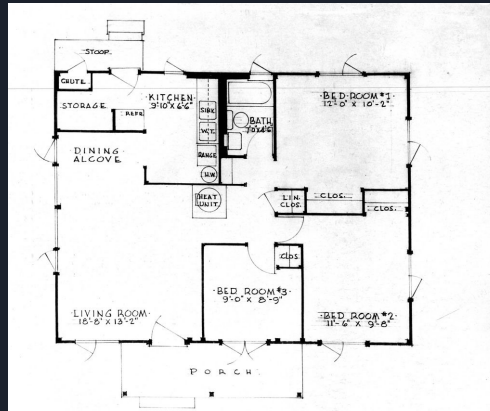 STOOP.
CHUTE
STORAGE
REFR
·KITCHEN·
9'-10" X 6'-6"
SINK
W.T.
RANGE
H.W.
HEAT
UNIT.
BATH
·BED ROOM #1·
12'-0" X 10'-2"
DINING
ALCOVE
LIN.
CLOS.
CLOS.
CLOS.
CLOS
·BED ROOM #3·
9'-0" X 8'-9"
·LIVING ROOM·
18'-8" X 13'-2"
·BED ROOM #2·
11'-6" X 9'-8"
PORCH.